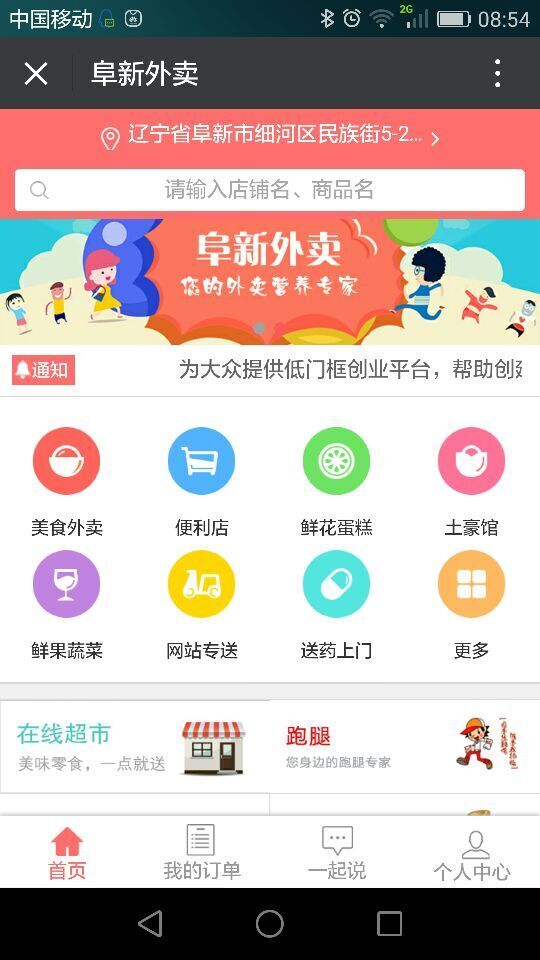 中国移动
2G
08:54
阜新外卖
辽宁省阜新市细河区民族街5-2...
请输入店铺名、商品名
阜新外卖
您的外卖营养专家
通知
为大众提供低门框创业平台，帮助创
美食外卖 便利店 鲜花蛋糕 土豪馆
鲜果蔬菜 网站专送 送药上门 更多
在线超市
美味零食，一点就送
跑腿
您身边的跑腿专家
首页 我的订单 一起说 个人中心